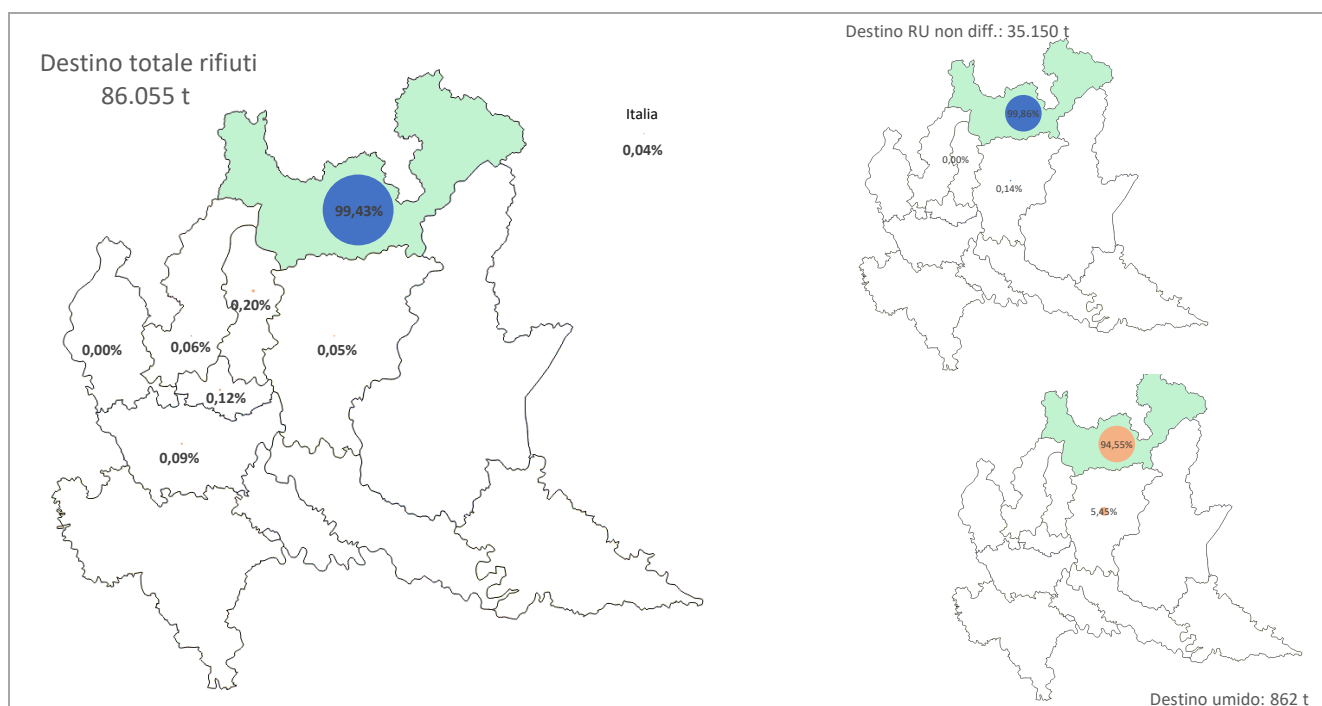 Destino totale rifiuti
86.055 t
Italia
0,04%
99,43%
0,20%
0,00%
0,06%
0,05%
0,12%
0,09%
Destino RU non diff.: 35.150 t
99,86%
0,00%
0,14%
94,55%
5,45%
Destino umido: 862 t